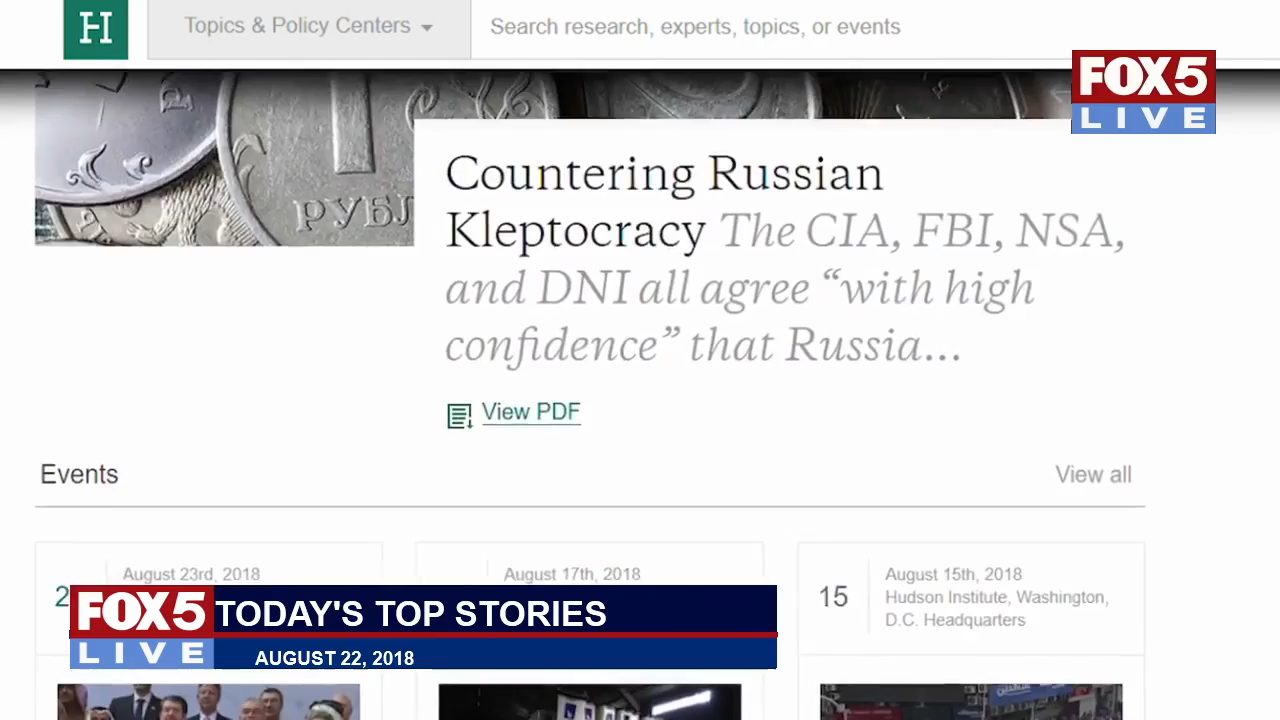 H
Topics & Policy Centers
Search research, experts, topics, or events
FOX5
LIVE
РУБЛ
Countering Russian
Kleptocracy The CIA, FBI, NSA,
and DNI all agree “with high
confidence” that Russia...
View PDF
Events
View all
August 23rd, 2018
August 17th, 2018
15
August 15th, 2018
Hudson Institute, Washington,
D.C. Headquarters
2
FOX5
LIVE
TODAY'S TOP STORIES
AUGUST 22, 2018